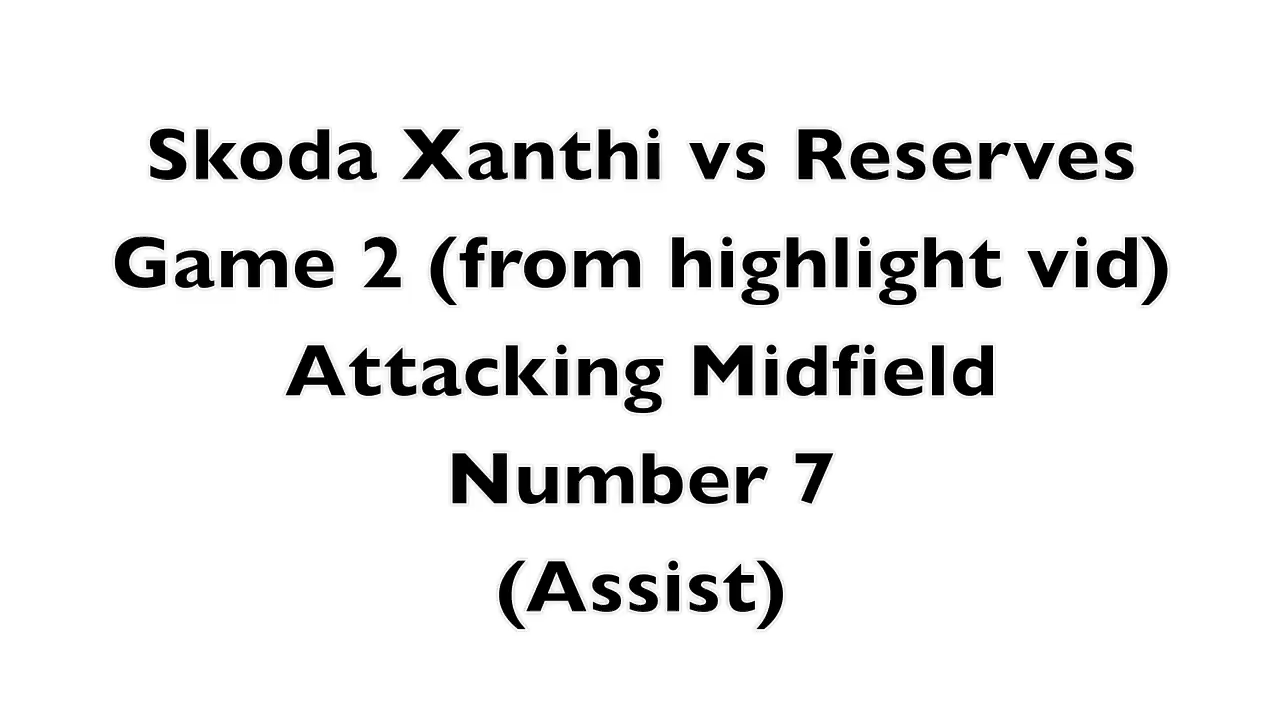 Skoda Xanthi vs Reserves
Game 2 (from highlight vid)
Attacking Midfield
Number 7
(Assist)